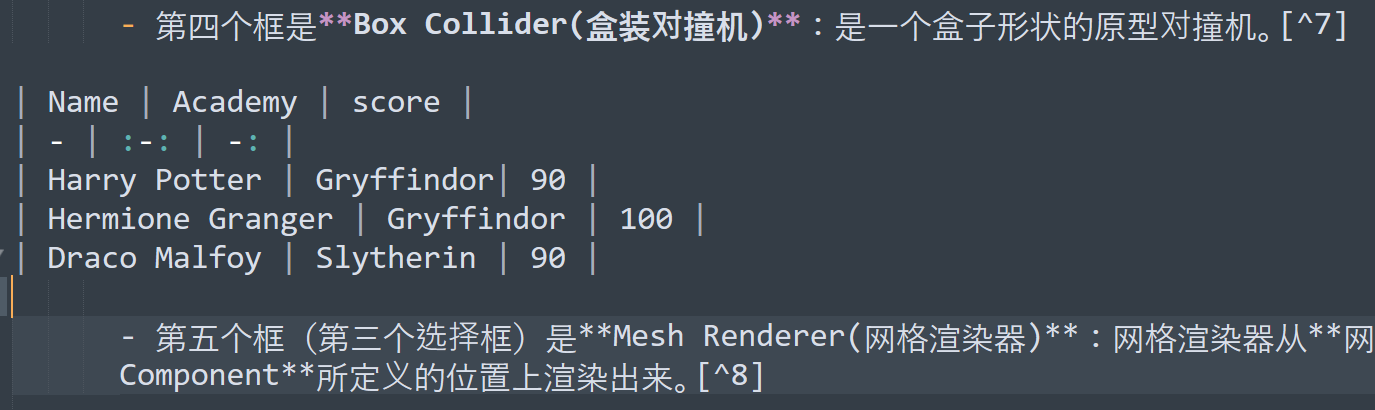 - 第四个框是**Box Collider(盒装对撞机)**：是一个盒子形状的原型对撞机。[^7]
| Name | Academy | score |
| - | :-: | -: |
| Harry Potter | Gryffindor| 90 |
| Hermione Granger | Gryffindor | 100 |
| Draco Malfoy | Slytherin | 90 |
- 第五个框（第三个选择框）是**Mesh Renderer(网格渲染器)**：网格渲染器从**网
Component**所定义的位置上渲染出来。[^8]